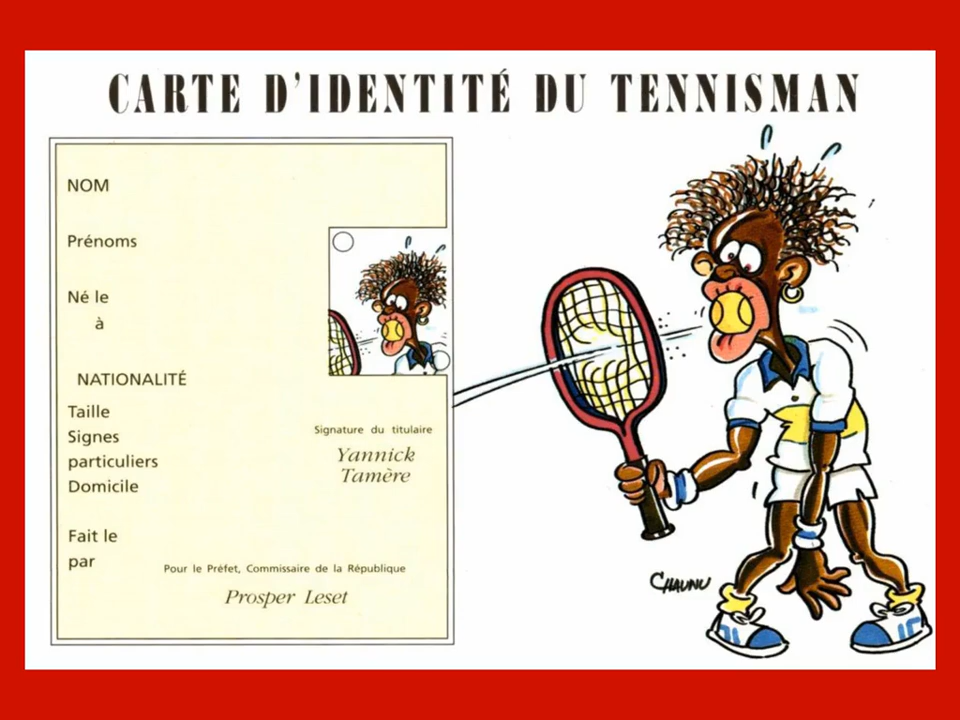 CARTE D'IDENTITÉ DU TENNISMAN
NOM
Prénoms
Né le
à
NATIONALITÉ
Taille
Signes
particuliers
Domicile
Signature du titulaire
Yannick
Tamère
Fait le
par
Pour le Préfet, Commissaire de la République
Prosper Leset
CHAUNU